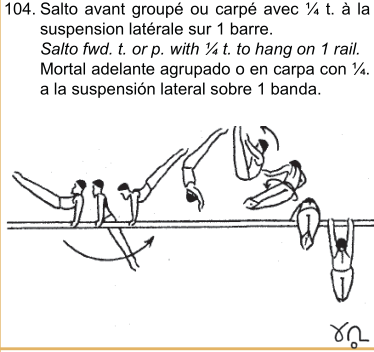 104. Salto avant groupé ou carpé avec ¼ t. à la
suspension latérale sur 1 barre.
Salto fwd. t. or p. with ¼ t. to hang on 1 rail.
Mortal adelante agrupado o en carpa con ¼.
a la suspensión lateral sobre 1 banda.